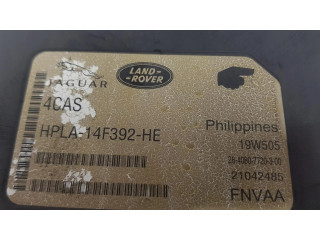 JAGUAR
LAND-
ROVER
4CAS
HPLA-14F392-HE
Philippines
19W505
21042485
FNVAA